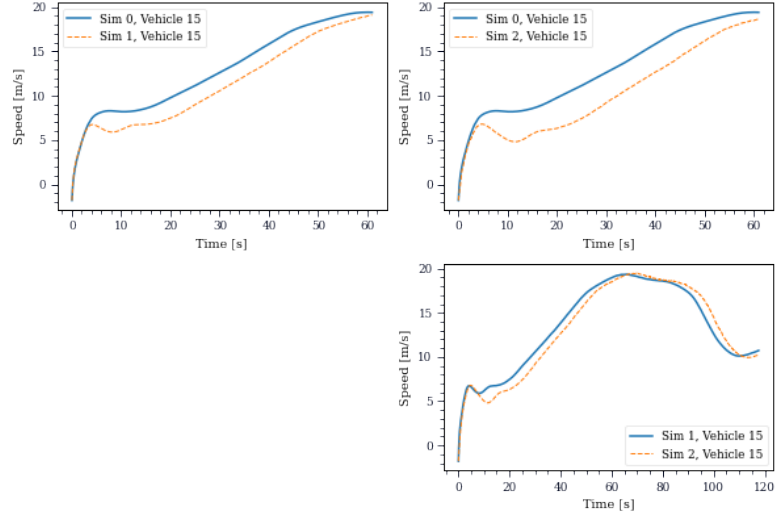 20
15
10
5
0
Speed [m/s]
Sim 0, Vehicle 15
Sim 1, Vehicle 15
0 10 20 30 40 50 60
Time [s]
20
15
10
5
0
Speed [m/s]
Sim 0, Vehicle 15
Sim 2, Vehicle 15
0 10 20 30 40 50 60
Time [s]
20
15
10
5
0
Speed [m/s]
Sim 1, Vehicle 15
Sim 2, Vehicle 15
0 20 40 60 80 100 120
Time [s]